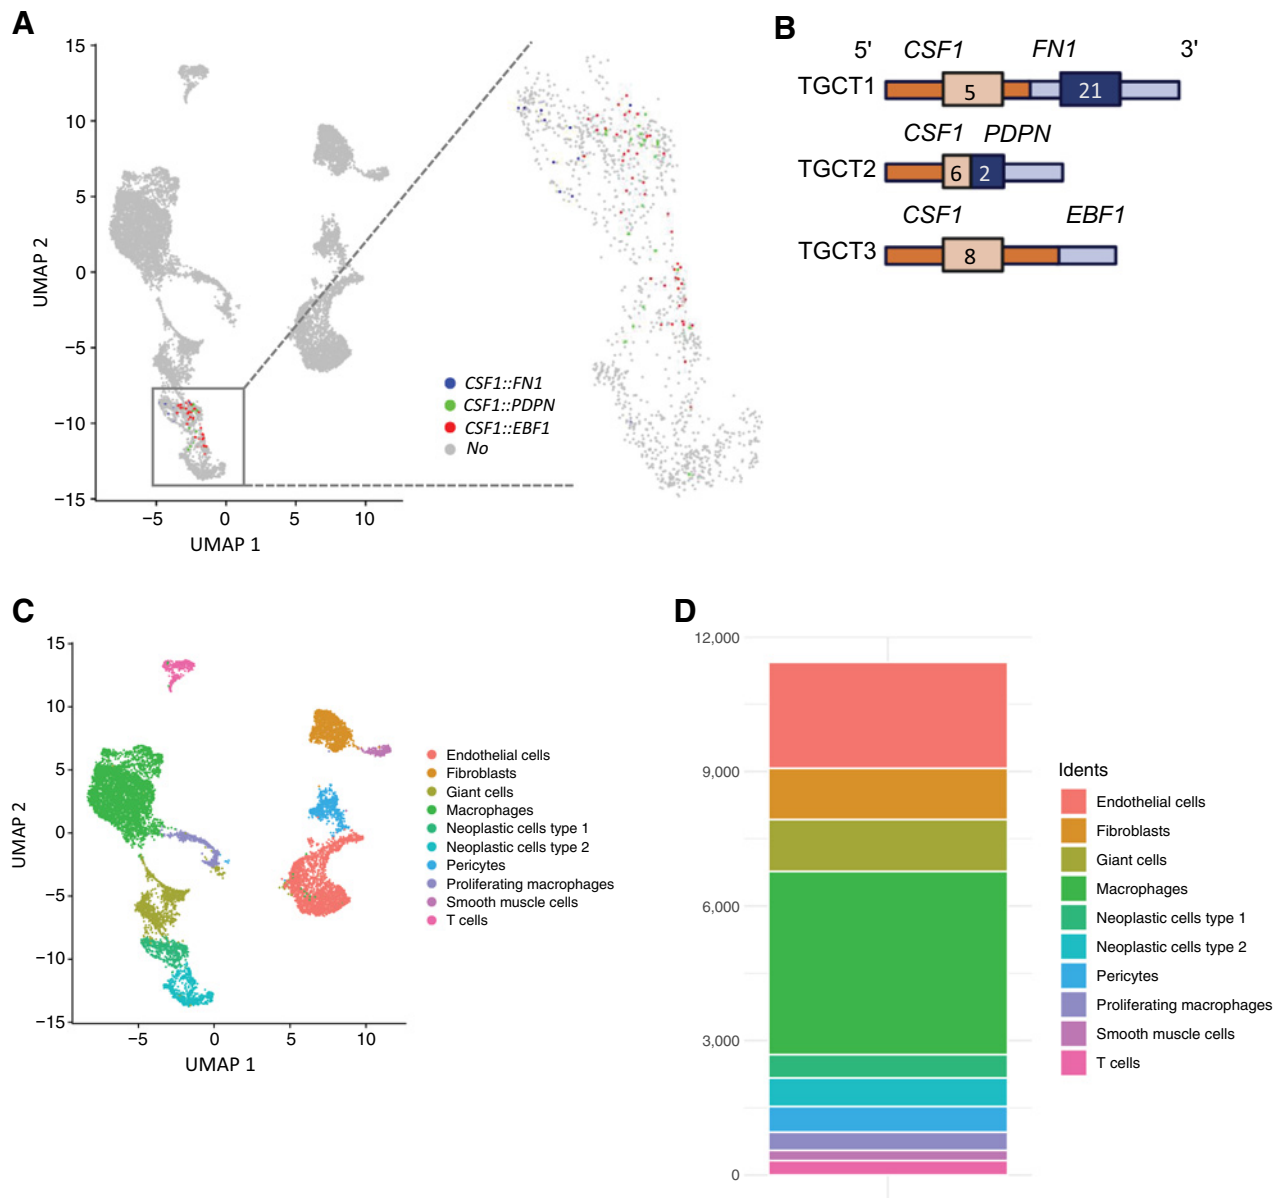 A
15
10
5
0
−5
−10
−15
UMAP 2
−5 0 5 10
UMAP 1
CSF1::FN1
CSF1::PDPN
CSF1::EBF1
No
B
5' CSF1 FN1 3'
TGCT1 5 21
CSF1 PDPN
TGCT2 6 2
CSF1 EBF1
TGCT3 8
C
15
10
5
0
−5
−10
−15
UMAP 2
−5 0 5 10
UMAP 1
Endothelial cells
Fibroblasts
Giant cells
Macrophages
Neoplastic cells type 1
Neoplastic cells type 2
Pericytes
Proliferating macrophages
Smooth muscle cells
T cells
D
12,000
9,000
6,000
3,000
0
Idents
Endothelial cells
Fibroblasts
Giant cells
Macrophages
Neoplastic cells type 1
Neoplastic cells type 2
Pericytes
Proliferating macrophages
Smooth muscle cells
T cells